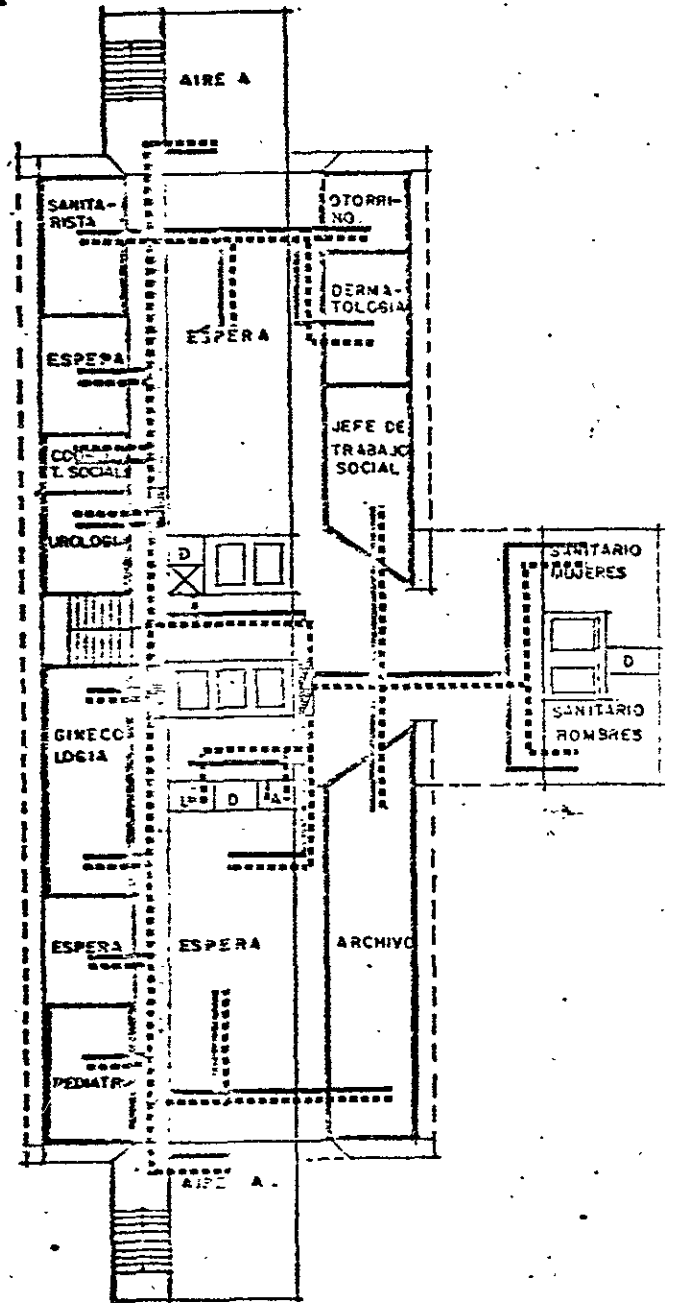 AIRE A
SANITA-
RISTA
OTORRI-
NO.
DERMA-
TOLOGIA
ESPERA
ESPERA
JEFE DE
TRABAJO
SOCIAL
T. SOCIAL
UROLOGIA
D
SANITARIO
MUJERES
D
SANITARIO
HOMBRES
GINECO
LOGIA
D
A
ESPERA
ESPERA
ARCHIVO
PEDIATR
AIRE A.